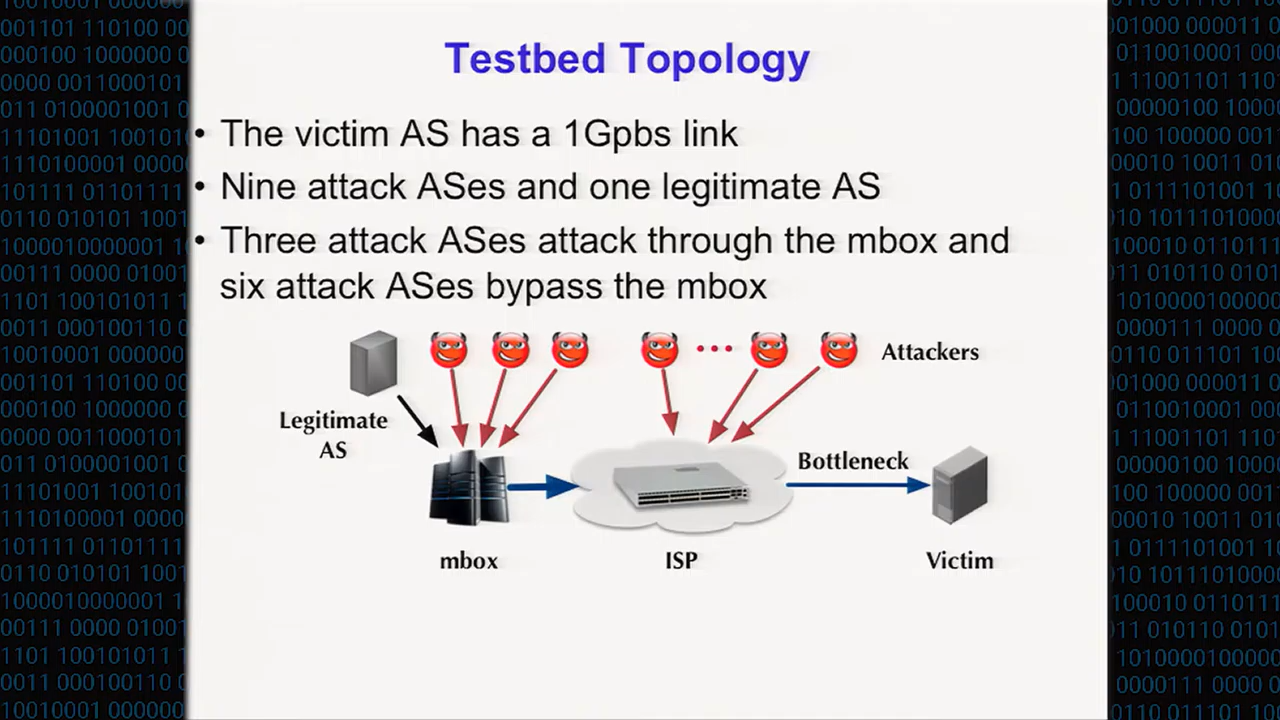 Testbed Topology
• The victim AS has a 1Gpbs link
• Nine attack ASes and one legitimate AS
• Three attack ASes attack through the mbox and
six attack ASes bypass the mbox
Attackers
Legitimate
AS
Bottleneck
mbox
ISP
Victim